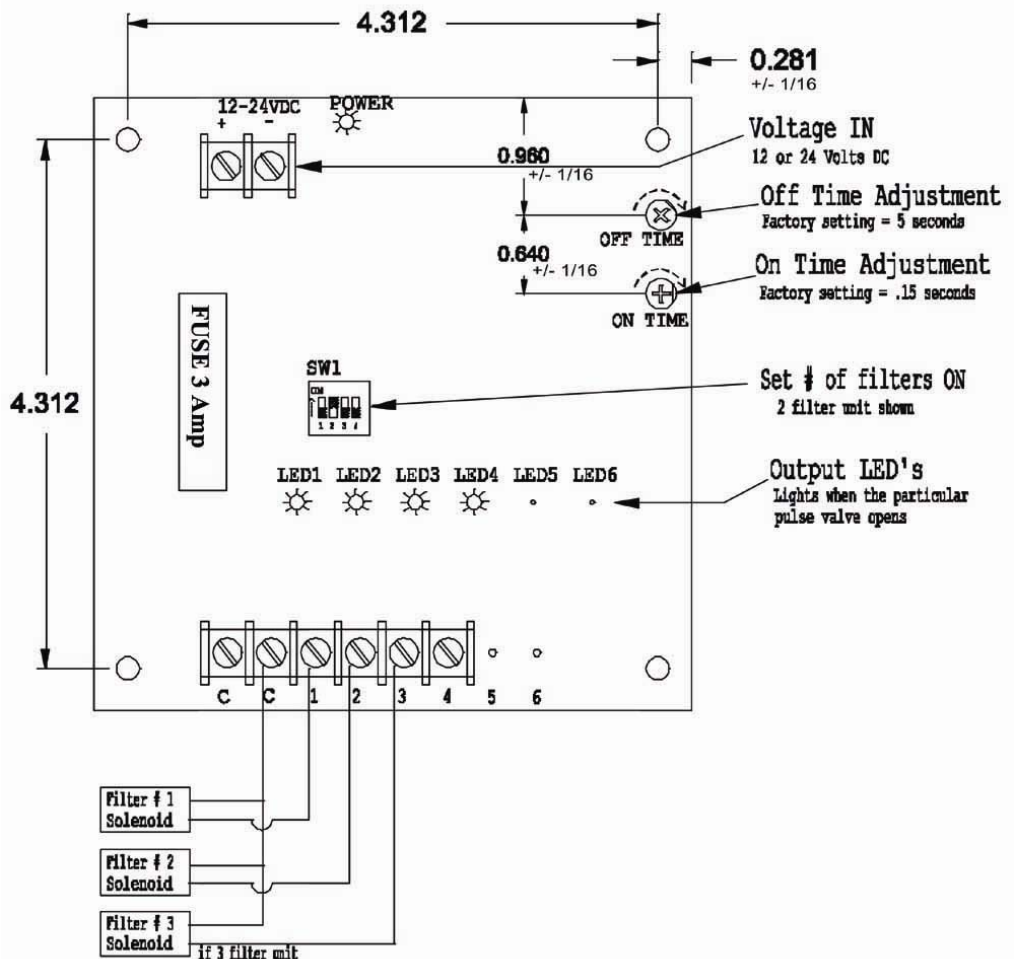 4.312
0.281
+/- 1/16
12-24VDC
+ -
POWER
Voltage IN
12 or 24 Volts DC
0.960
+/- 1/16
Off Time Adjustment
Factory setting = 5 seconds
OFF TIME
0.640
+/- 1/16
On Time Adjustment
Factory setting = .15 seconds
ON TIME
FUSE 3 Amp
4.312
SW1
1 2 3 4
Set # of filters ON
2 filter unit shown
LED1 LED2 LED3 LED4 LED5 LED6
Output LED's
Lights when the particular
pulse valve opens
C C 1 2 3 4 5 6
Filter # 1
Solenoid
Filter # 2
Solenoid
Filter # 3
Solenoid
if 3 filter unit